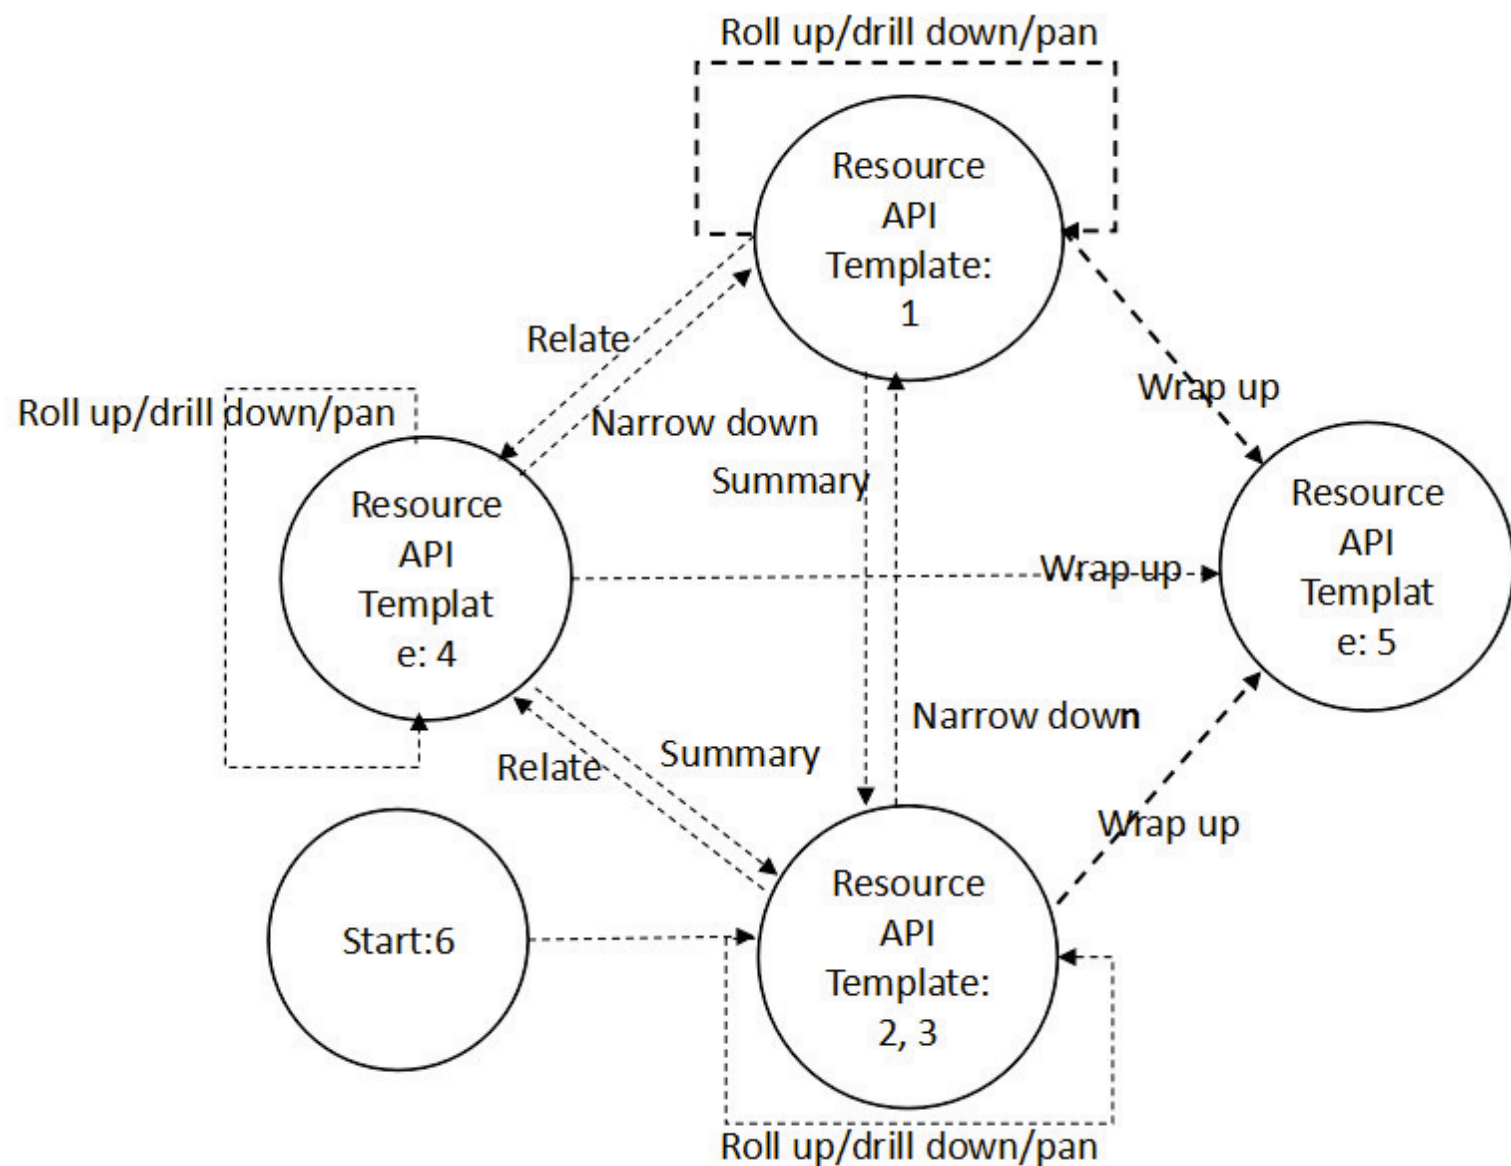 Roll up/drill down/pan
Resource
API
Template:
1
Relate
Roll up/drill down/pan
Narrow down
Wrap up
Summary
Resource
API
Templat
e: 4
Resource
API
Templat
e: 5
Wrap up
Narrow down
Summary
Relate
Wrap up
Resource
API
Template:
2, 3
Start:6
Roll up/drill down/pan